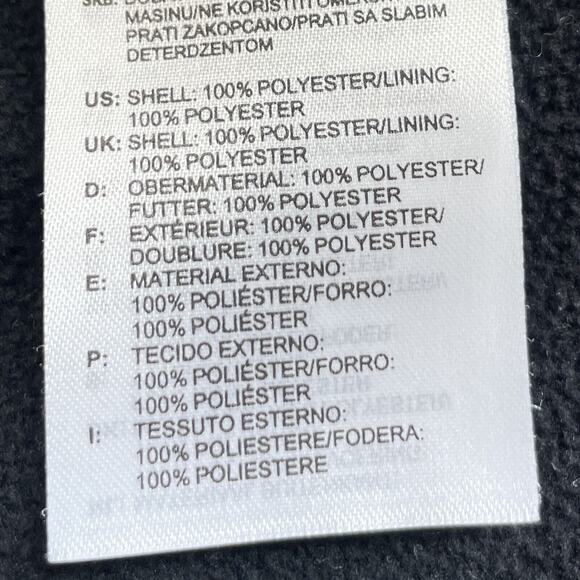 MASINU/NE KORISTITI
PRATI ZAKOPCANO/PRATI SA SLABIM
DETERDZENTOM
US: SHELL: 100% POLYESTER/LINING:
100% POLYESTER
UK: SHELL: 100% POLYESTER/LINING:
100% POLYESTER
D: OBERMATERIAL: 100% POLYESTER/
FUTTER: 100% POLYESTER
F: EXTÉRIEUR: 100% POLYESTER/
DOUBLURE: 100% POLYESTER
E: MATERIAL EXTERNO:
100% POLIÉSTER/FORRO:
100% POLIÉSTER
P: TECIDO EXTERNO:
100% POLIÉSTER/FORRO:
100% POLIÉSTER
I: TESSUTO ESTERNO:
100% POLIESTERE/FODERA:
100% POLIESTERE